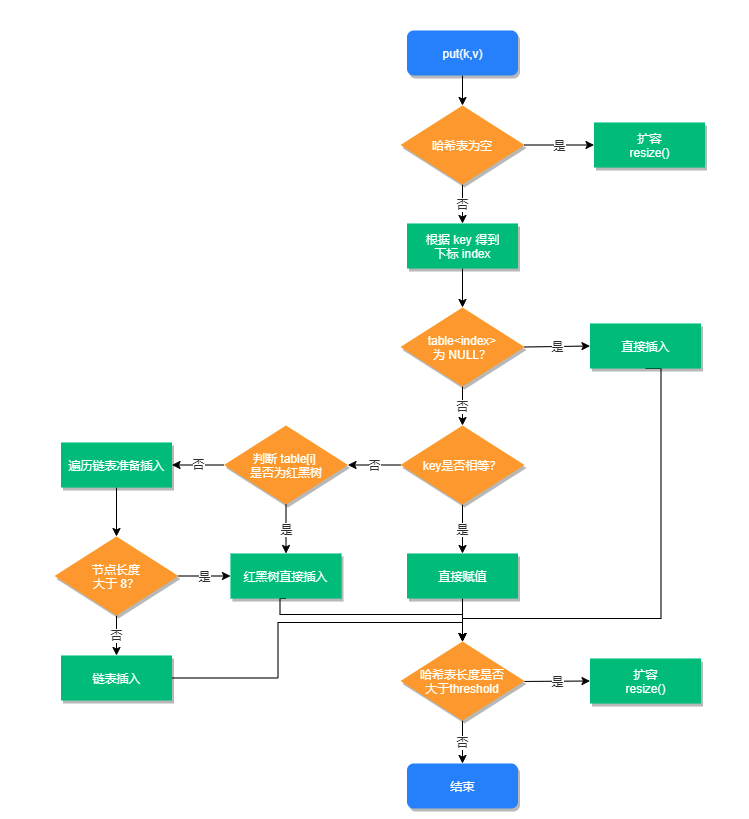 put(k,v)
哈希表为空
是
扩容
resize()
否
根据 key 得到
下标 index
table<index>
为 NULL?
是
直接插入
否
key是否相等?
否
判断 table[i]
是否为红黑树
否
遍历链表准备插入
是
是
节点长度
大于 8?
是
红黑树直接插入
直接赋值
否
链表插入
哈希表长度是否
大于threshold
是
扩容
resize()
否
结束